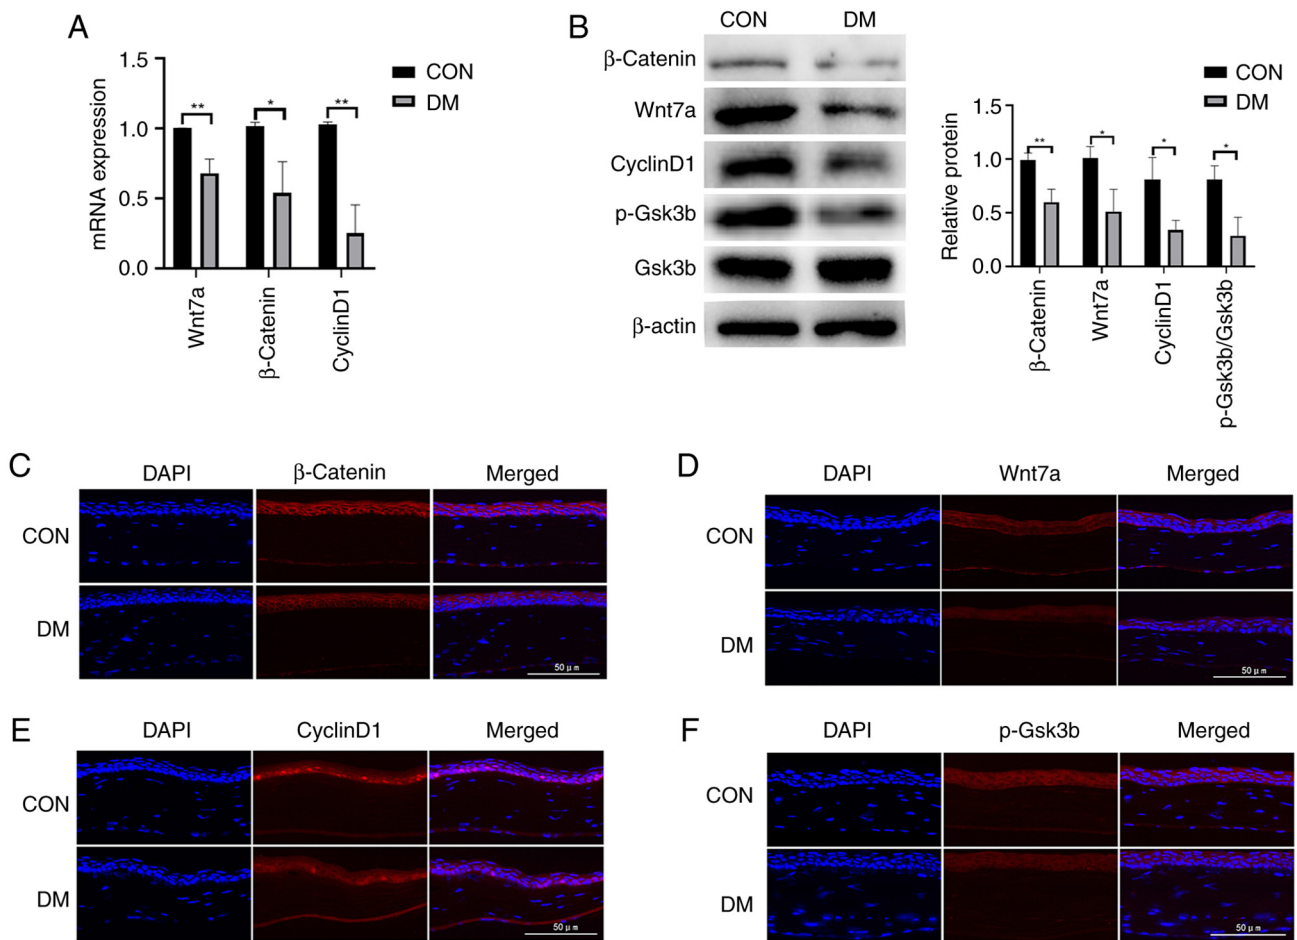 A
1.5
1.0
0.5
0.0
mRNA expression
** * **
CON
DM
Wnt7a
β-Catenin
CyclinD1
B
CON DM
β-Catenin
Wnt7a
CyclinD1
p-Gsk3b
Gsk3b
β-actin
CON
DM
1.5
1.0
0.5
0.0
Relative protein
** * * *
β-Catenin
Wnt7a
CyclinD1
p-Gsk3b/Gsk3b
C
DAPI β-Catenin Merged
CON
DM
50 μm
D
DAPI Wnt7a Merged
CON
DM
50 μm
E
DAPI CyclinD1 Merged
CON
DM
50 μm
F
DAPI p-Gsk3b Merged
CON
DM
50 μm